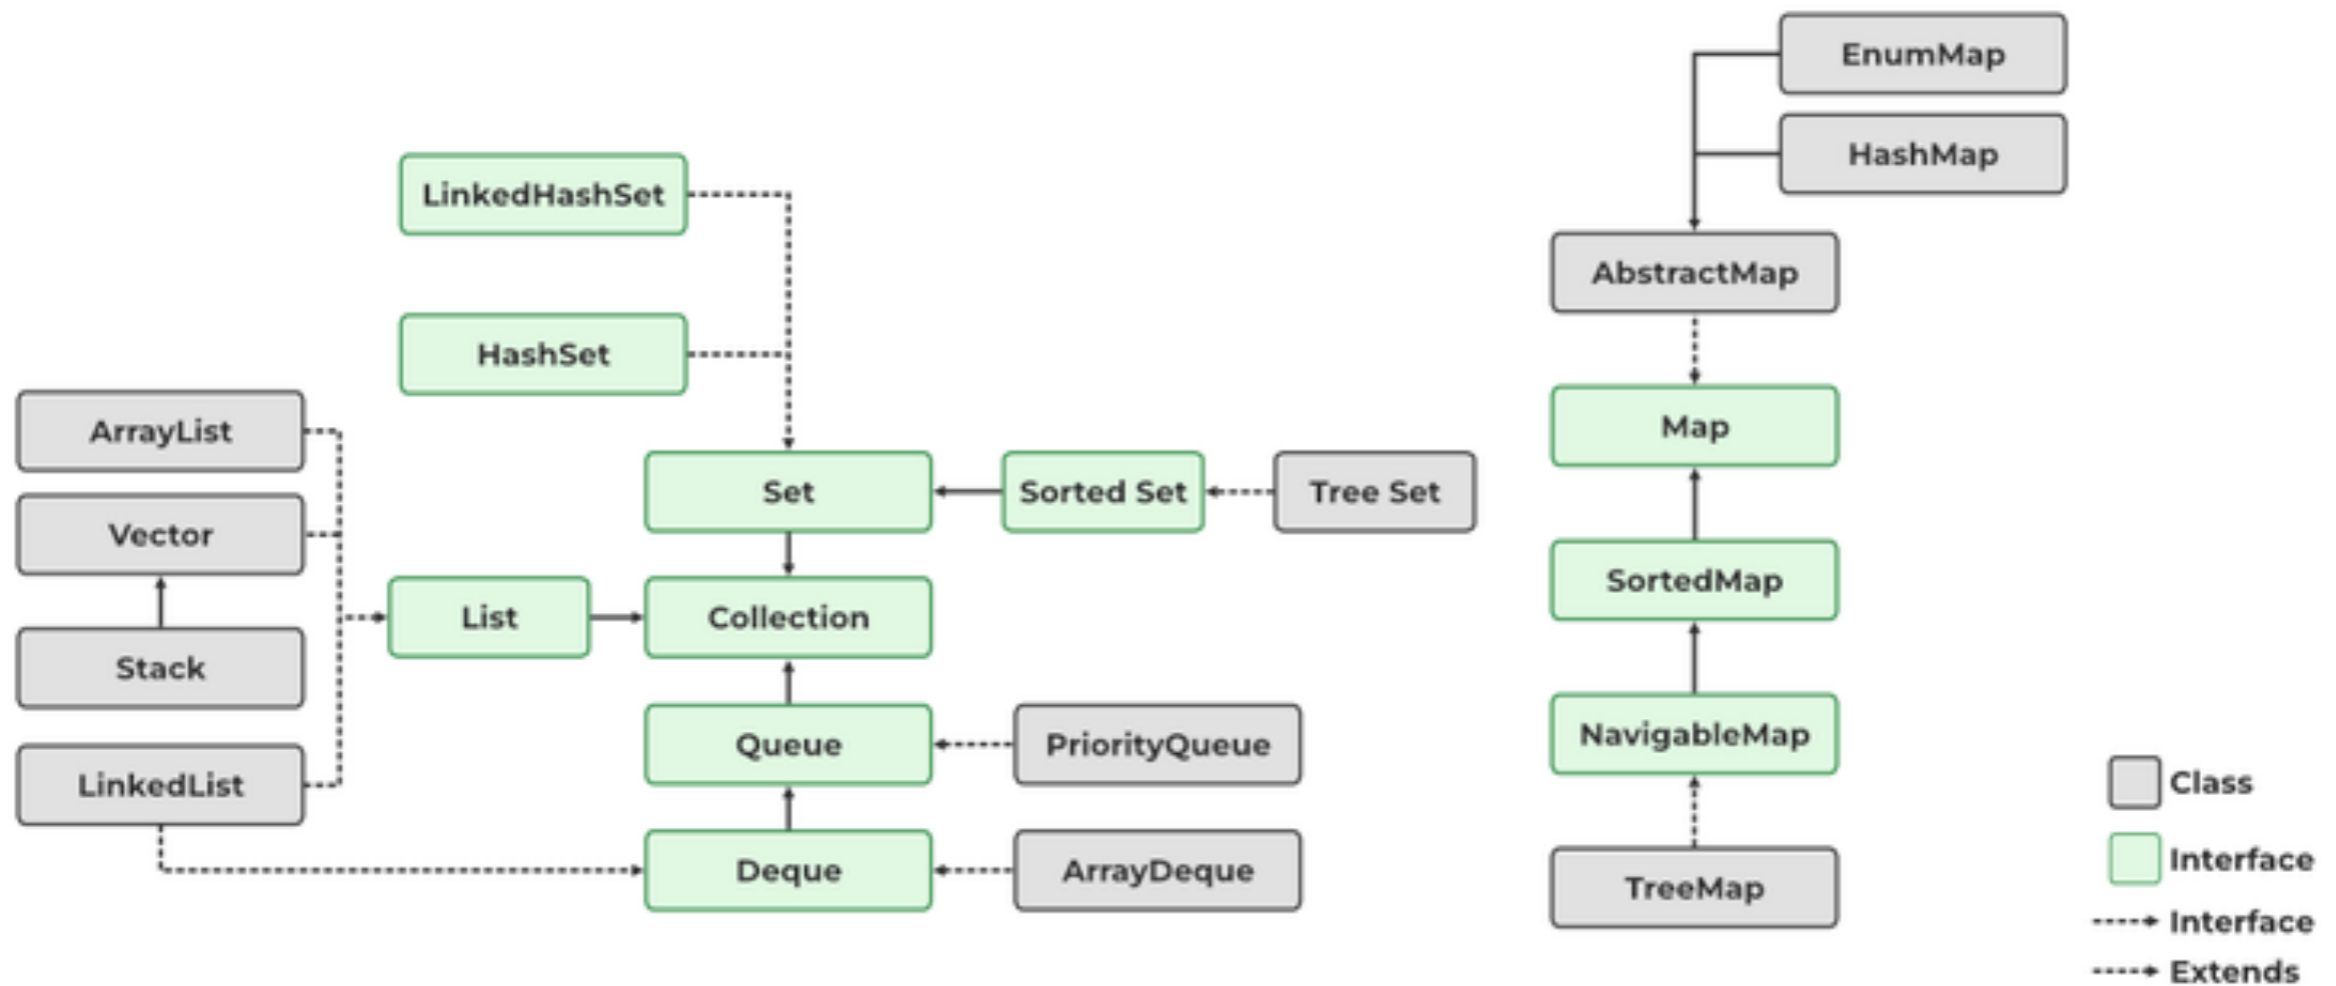 EnumMap
HashMap
LinkedHashSet
AbstractMap
HashSet
ArrayList
Map
Set
Sorted Set
Tree Set
Vector
SortedMap
List
Collection
Stack
Queue
PriorityQueue
NavigableMap
LinkedList
Class
Deque
ArrayDeque
Interface
TreeMap
Interface
Extends